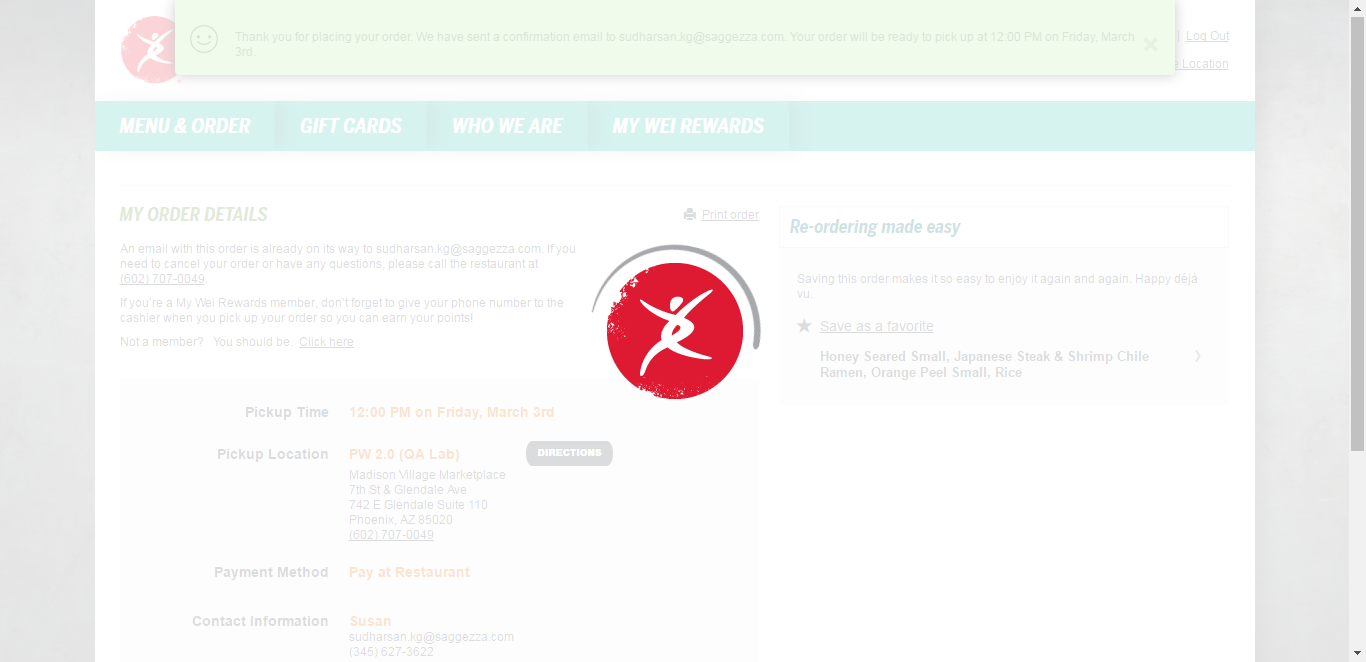 Thank you for placing your order. We have sent a confirmation email to sudharsan.kg@saggezza.com. Your order will be ready to pick up at 12:00 PM on Friday, March
3rd.
| Log Out
Location
MENU & ORDER GIFT CARDS WHO WE ARE MY WEI REWARDS
MY ORDER DETAILS
Print order
An email with this order is already on its way to sudharsan.kg@saggezza.com. If you
need to cancel your order or have any questions, please call the restaurant at
(602) 707-0049.
If you're a My Wei Rewards member, don't forget to give your phone number to the
cashier when you pick up your order so you can earn your points!
Not a member? You should be. Click here
Pickup Time 12:00 PM on Friday, March 3rd
Pickup Location PW 2.0 (QA Lab) DIRECTIONS
Madison Village Marketplace
7th St & Glendale Ave
742 E Glendale Suite 110
Phoenix, AZ 85020
(602) 707-0049
Payment Method Pay at Restaurant
Contact Information Susan
sudharsan.kg@saggezza.com
(345) 627-3622
Re-ordering made easy
Saving this order makes it so easy to enjoy it again and again. Happy dèjá
vu.
Save as a favorite
Honey Seared Small, Japanese Steak & Shrimp Chile
Ramen, Orange Peel Small, Rice